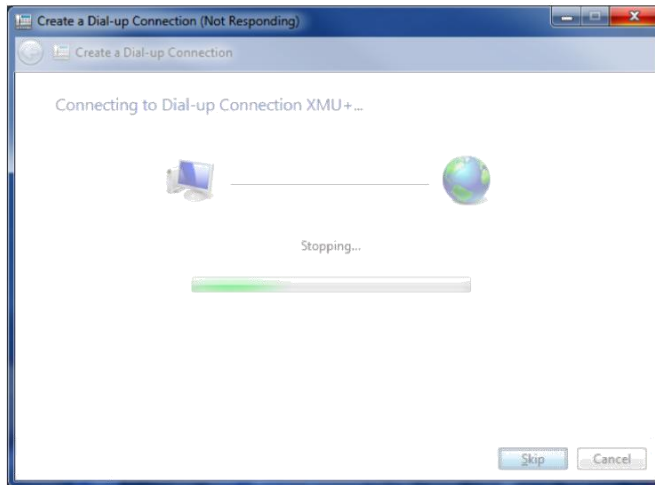 Create a Dial-up Connection (Not Responding)
Create a Dial-up Connection
Connecting to Dial-up Connection XMU+...
Stopping...
Skip Cancel